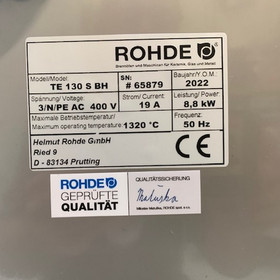 ROHDE
Brennöfen und Maschinen für Keramik, Glas und Metall
Modell/Model: SN: Baujahr/Y.O.M.:
TE 130 S BH # 65879 2022
Spannung/ Voltage: Strom/ Current: Leistung/ Power:
3/N/PE AC 400 V 19 A 8,8 kW
Maximale Betriebstemperatur/ Frequenz:
Maximum operating temperature: 1320 °C 50 Hz
Helmut Rohde GmbH
Ried 9
D - 83134 Prutting
CE
ROHDE
GEPRÜFTE
QUALITÄT
QUALITÄTSSICHERUNG
Matuška